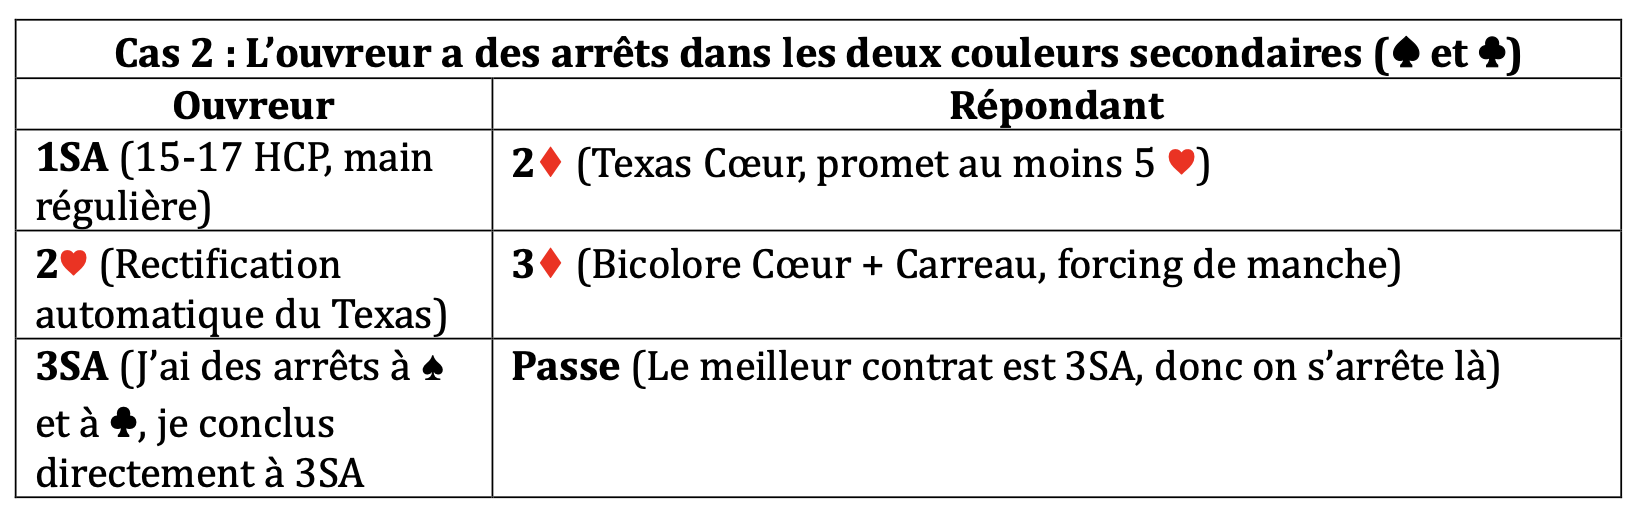 Cas 2 : L’ouvreur a des arrêts dans les deux couleurs secondaires (♠ et ♣)
Ouvreur
Répondant
1SA (15-17 HCP, main
régulière)
2♦ (Texas Cœur, promet au moins 5 ♥)
2♥ (Rectification
automatique du Texas)
3♦ (Bicolore Cœur + Carreau, forcing de manche)
3SA (J’ai des arrêts à ♠
et à ♣, je conclus
directement à 3SA
Passe (Le meilleur contrat est 3SA, donc on s’arrête là)